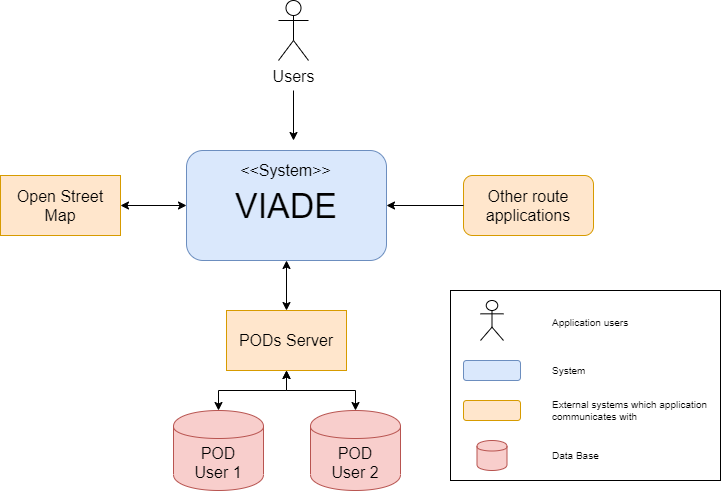 Users
<<System>>
VIADE
Open Street
Map
Other route
applications
PODs Server
POD
User 1
POD
User 2
Application users
System
External systems which application
communicates with
Data Base